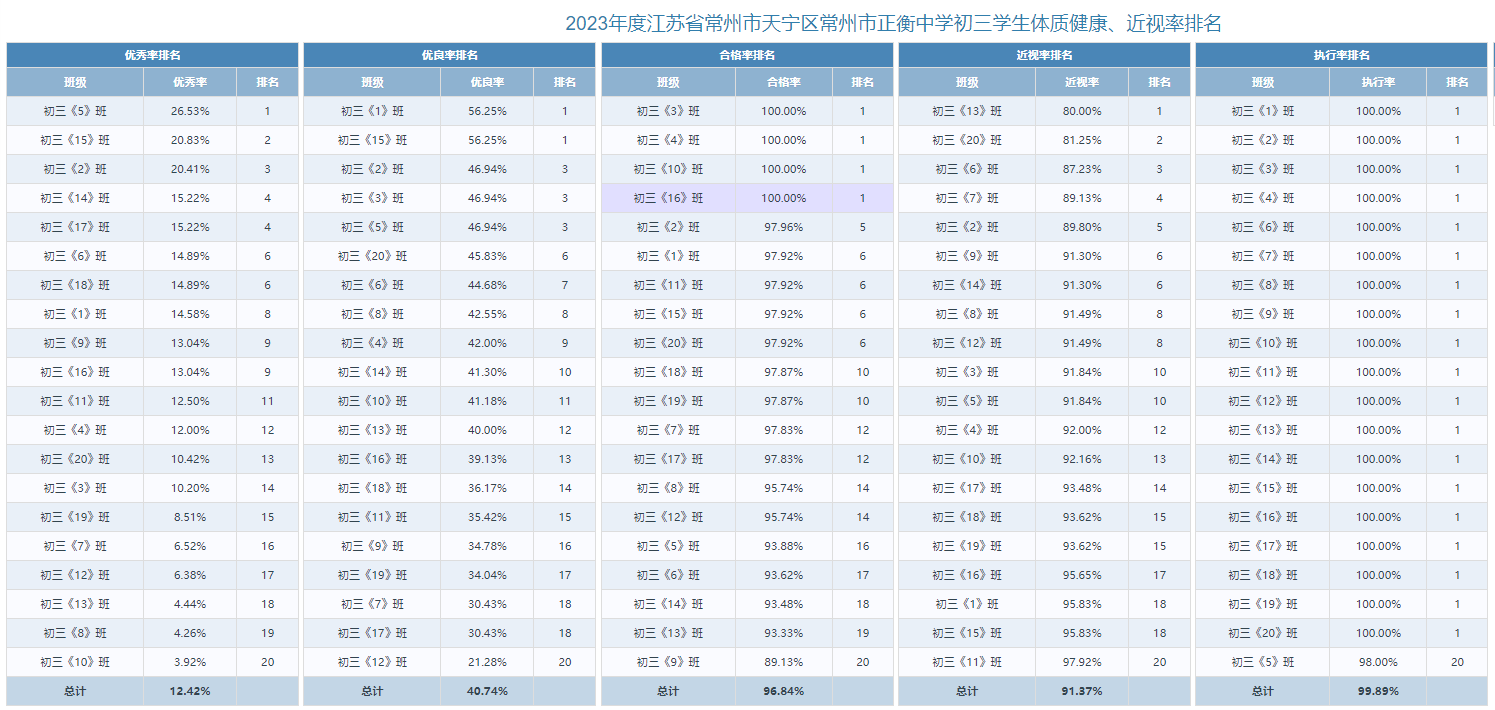 2023年度江苏省常州市天宁区常州市正衡中学初三学生体质健康、近视率排名
优秀率排名 优良率排名 合格率排名 近视率排名 执行率排名
班级 优秀率 排名 班级 优良率 排名 班级 合格率 排名 班级 近视率 排名 班级 执行率 排名
初三《5》班 26.53% 1 初三《1》班 56.25% 1 初三《3》班 100.00% 1 初三《13》班 80.00% 1 初三《1》班 100.00% 1
初三《15》班 20.83% 2 初三《15》班 56.25% 1 初三《4》班 100.00% 1 初三《20》班 81.25% 2 初三《2》班 100.00% 1
初三《2》班 20.41% 3 初三《2》班 46.94% 3 初三《10》班 100.00% 1 初三《6》班 87.23% 3 初三《3》班 100.00% 1
初三《14》班 15.22% 4 初三《3》班 46.94% 3 初三《16》班 100.00% 1 初三《7》班 89.13% 4 初三《4》班 100.00% 1
初三《17》班 15.22% 4 初三《5》班 46.94% 3 初三《2》班 97.96% 5 初三《2》班 89.80% 5 初三《6》班 100.00% 1
初三《6》班 14.89% 6 初三《20》班 45.83% 6 初三《1》班 97.92% 6 初三《9》班 91.30% 6 初三《7》班 100.00% 1
初三《18》班 14.89% 6 初三《6》班 44.68% 7 初三《11》班 97.92% 6 初三《14》班 91.30% 6 初三《8》班 100.00% 1
初三《1》班 14.58% 8 初三《8》班 42.55% 8 初三《15》班 97.92% 6 初三《8》班 91.49% 8 初三《9》班 100.00% 1
初三《9》班 13.04% 9 初三《4》班 42.00% 9 初三《20》班 97.92% 6 初三《12》班 91.49% 8 初三《10》班 100.00% 1
初三《16》班 13.04% 9 初三《14》班 41.30% 10 初三《18》班 97.87% 10 初三《3》班 91.84% 10 初三《11》班 100.00% 1
初三《11》班 12.50% 11 初三《10》班 41.18% 11 初三《19》班 97.87% 10 初三《5》班 91.84% 10 初三《12》班 100.00% 1
初三《4》班 12.00% 12 初三《13》班 40.00% 12 初三《7》班 97.83% 12 初三《4》班 92.00% 12 初三《13》班 100.00% 1
初三《20》班 10.42% 13 初三《16》班 39.13% 13 初三《17》班 97.83% 12 初三《10》班 92.16% 13 初三《14》班 100.00% 1
初三《3》班 10.20% 14 初三《18》班 36.17% 14 初三《8》班 95.74% 14 初三《17》班 93.48% 14 初三《15》班 100.00% 1
初三《19》班 8.51% 15 初三《11》班 35.42% 15 初三《12》班 95.74% 14 初三《18》班 93.62% 15 初三《16》班 100.00% 1
初三《7》班 6.52% 16 初三《9》班 34.78% 16 初三《5》班 93.88% 16 初三《19》班 93.62% 15 初三《17》班 100.00% 1
初三《12》班 6.38% 17 初三《19》班 34.04% 17 初三《6》班 93.62% 17 初三《16》班 95.65% 17 初三《18》班 100.00% 1
初三《13》班 4.44% 18 初三《7》班 30.43% 18 初三《14》班 93.48% 18 初三《1》班 95.83% 18 初三《19》班 100.00% 1
初三《8》班 4.26% 19 初三《17》班 30.43% 18 初三《13》班 93.33% 19 初三《15》班 95.83% 18 初三《20》班 100.00% 1
初三《10》班 3.92% 20 初三《12》班 21.28% 20 初三《9》班 89.13% 20 初三《11》班 97.92% 20 初三《5》班 98.00% 20
总计 12.42% 总计 40.74% 总计 96.84% 总计 91.37% 总计 99.89%